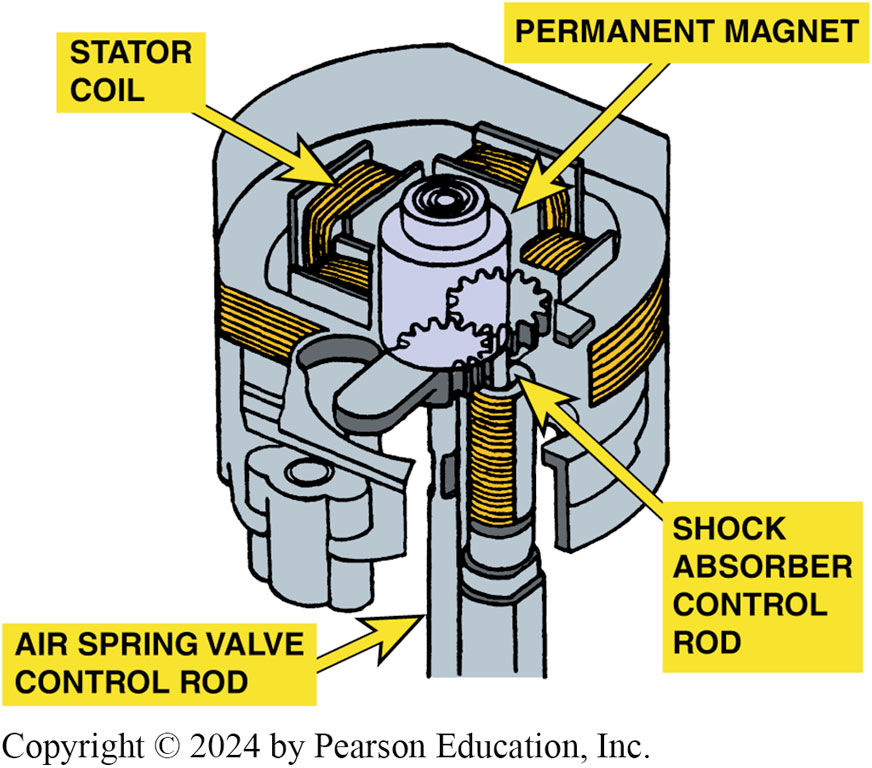 STATOR
COIL
PERMANENT MAGNET
SHOCK
ABSORBER
CONTROL
ROD
AIR SPRING VALVE
CONTROL ROD
Copyright © 2024 by Pearson Education, Inc.